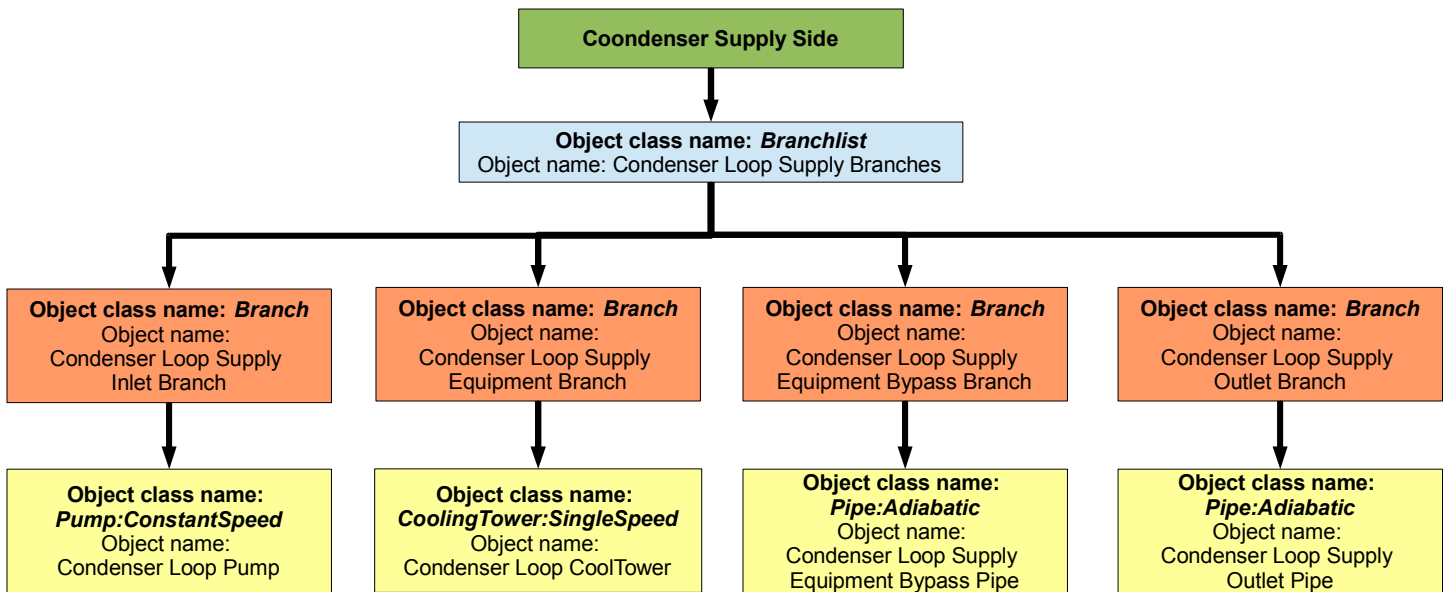 Coondenser Supply Side
Object class name: Branchlist
Object name: Condenser Loop Supply Branches
Object class name: Branch
Object name:
Condenser Loop Supply
Inlet Branch
Object class name: Branch
Object name:
Condenser Loop Supply
Equipment Branch
Object class name: Branch
Object name:
Condenser Loop Supply
Equipment Bypass Branch
Object class name: Branch
Object name:
Condenser Loop Supply
Outlet Branch
Object class name:
Pump:ConstantSpeed
Object name:
Condenser Loop Pump
Object class name:
CoolingTower:SingleSpeed
Object name:
Condenser Loop CoolTower
Object class name:
Pipe:Adiabatic
Object name:
Condenser Loop Supply
Equipment Bypass Pipe
Object class name:
Pipe:Adiabatic
Object name:
Condenser Loop Supply
Outlet Pipe